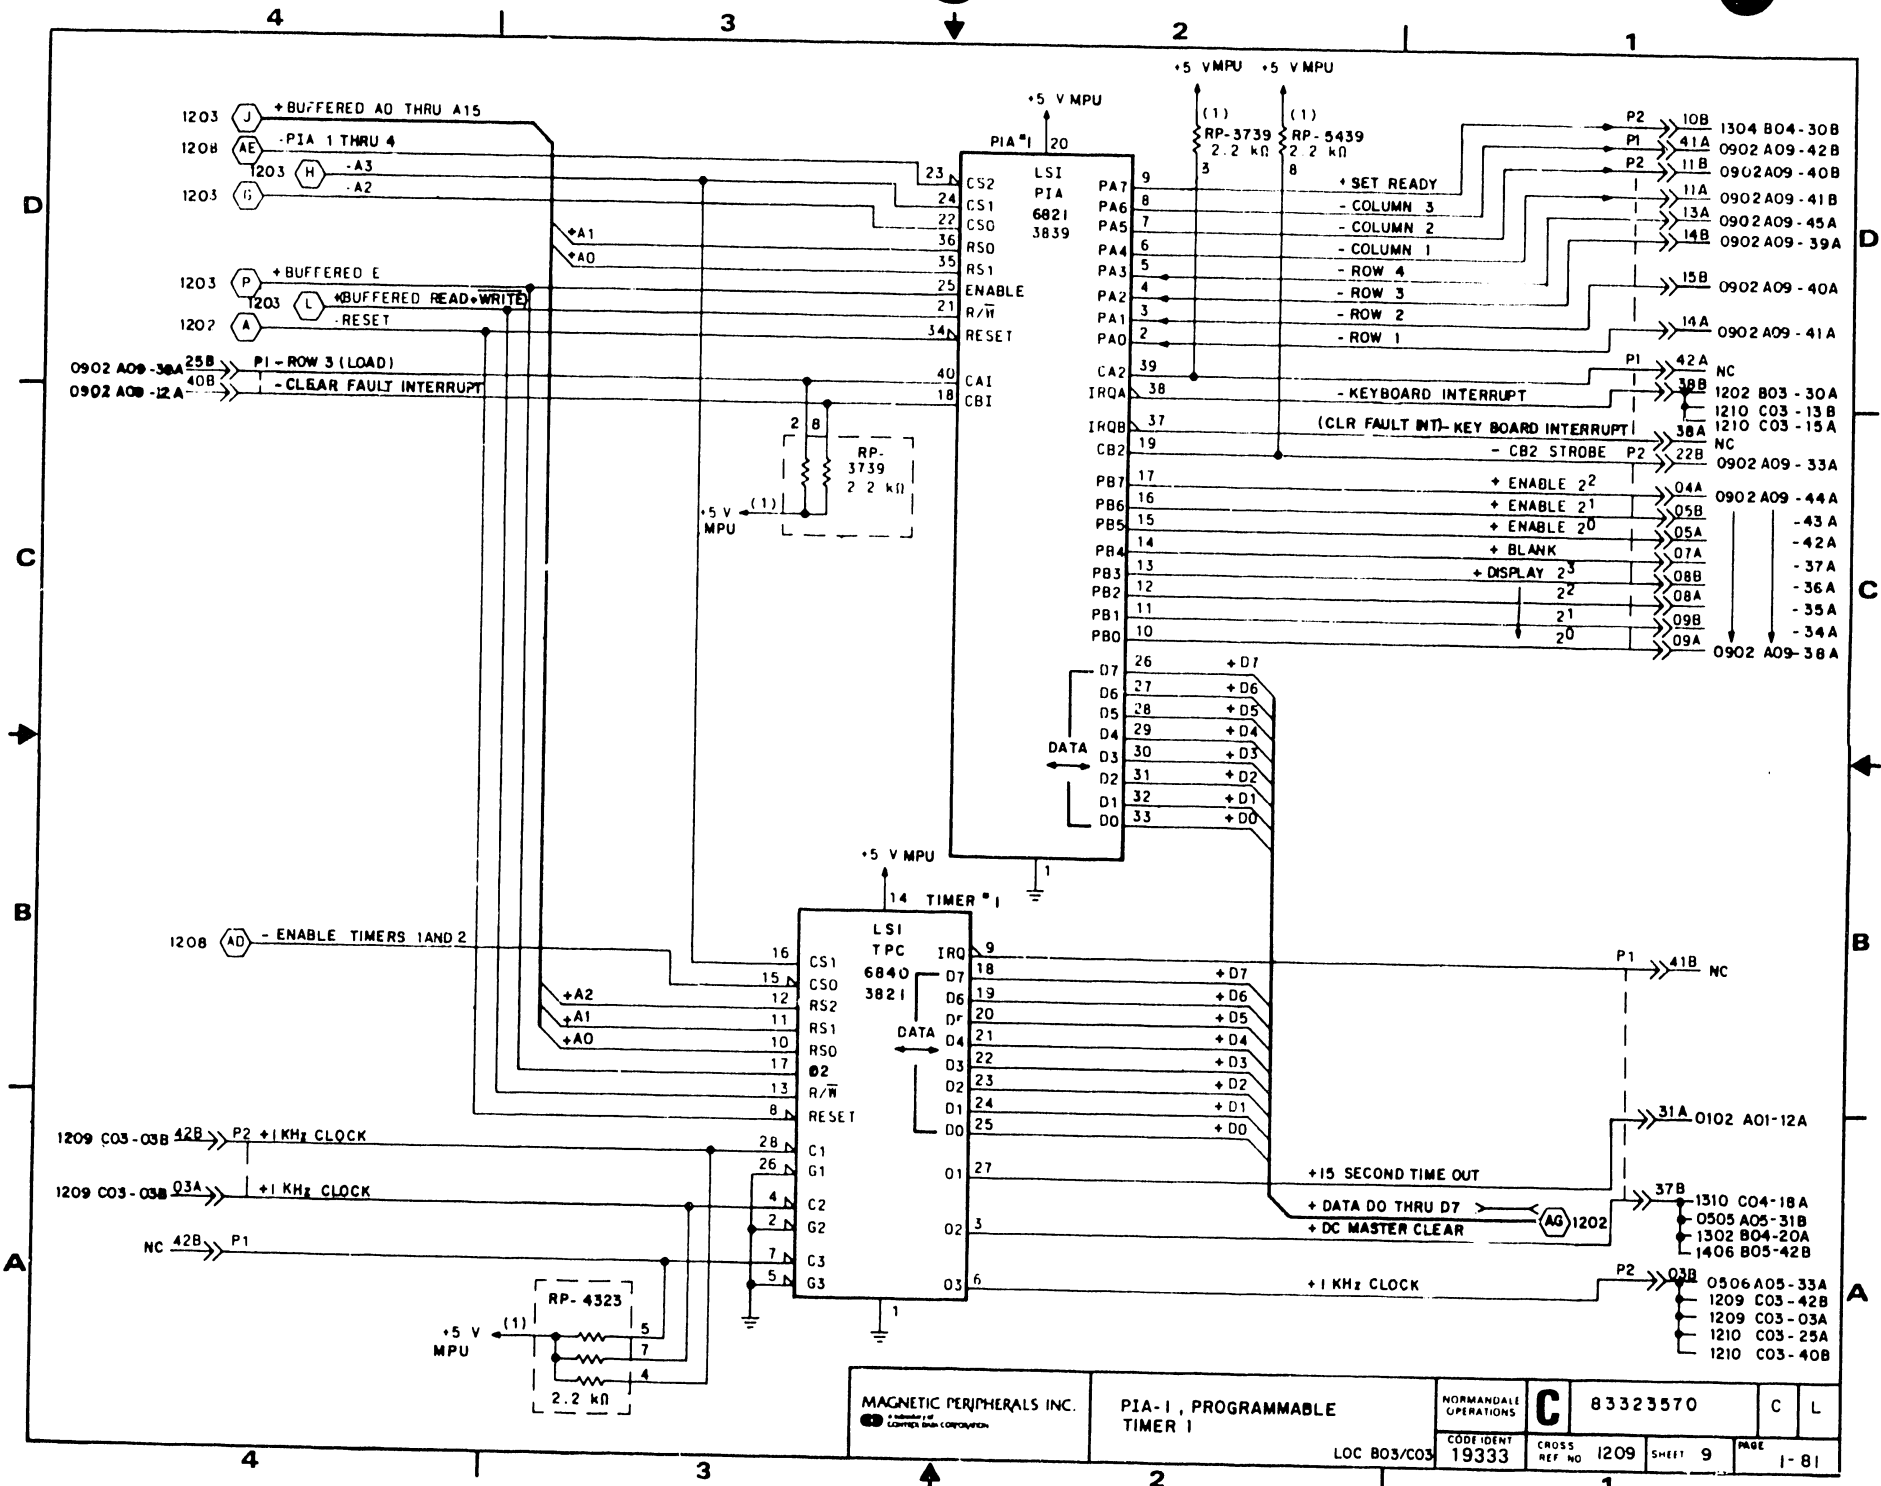 4 3 2 1
+5 V MPU +5 V MPU
+5 V MPU
(1) (1)
RP-3739 RP-5439
2.2 kΩ 2.2 kΩ
3 8
1203 J +BUFFERED A0 THRU A15
1208 AE -PIA 1 THRU 4
1203 H -A3
1203 G -A2
+A1
+A0
1203 P +BUFFERED E
1203 L +(BUFFERED READ+WRITE)
1202 A -RESET
0902 A09-38A 25B P1 -ROW 3 (LOAD)
0902 A09-12A 40B -CLEAR FAULT INTERRUPT
PIA #1 20
LSI
PIA
6821
3839
23 CS2
24 CS1
22 CS0
36 RS0
35 RS1
25 ENABLE
21 R/W
34 RESET
40 CA1
18 CB1
2 8
RP-
3739
2.2 kΩ
+5 V (1)
MPU
PA7 9 +SET READY P2 10B 1304 B04-30B
PA6 8 -COLUMN 3 P1 41A 0902 A09-42B
PA5 7 -COLUMN 2 P2 11B 0902 A09-40B
PA4 6 -COLUMN 1 11A 0902 A09-41B
PA3 5 -ROW 4 13A 0902 A09-45A
PA2 4 -ROW 3 14B 0902 A09-39A
PA1 3 -ROW 2 15B 0902 A09-40A
PA0 2 -ROW 1 14A 0902 A09-41A
CA2 39 P1 42A NC
IRQA 38 -KEYBOARD INTERRUPT 38B 1202 B03-30A
1210 C03-13B
1210 C03-15A
IRQB 37 (CLR FAULT INT)-KEY BOARD INTERRUPT 38A NC
CB2 19 -CB2 STROBE P2 22B 0902 A09-33A
PB7 17 +ENABLE 2² 04A 0902 A09-44A
PB6 16 +ENABLE 2¹ 05B -43A
PB5 15 +ENABLE 2⁰ 05A -42A
PB4 14 +BLANK 07A -37A
PB3 13 +DISPLAY 2³ 08B -36A
PB2 12 2² 08A -35A
PB1 11 2¹ 09B -34A
PB0 10 2⁰ 09A 0902 A09-38A
D7 26 +D7
D6 27 +D6
D5 28 +D5
D4 29 +D4
DATA
D3 30 +D3
D2 31 +D2
D1 32 +D1
D0 33 +D0
1
+5 V MPU
14 TIMER #1
LSI
TPC
6840
3821
1208 AD -ENABLE TIMERS 1 AND 2
16 CS1
15 CS0
+A2 12 RS2
+A1 11 RS1
+A0 10 RS0
17 Ø2
13 R/W
8 RESET
1209 C03-03B 42B P2 +1 KHz CLOCK 28 C1
26 G1
1209 C03-03B 03A +1 KHz CLOCK 4 C2
2 G2
NC 42B P1 7 C3
5 G3
IRQ 9 P1 41B NC
D7 18 +D7
D6 19 +D6
D5 20 +D5
DATA D4 21 +D4
D3 22 +D3
D2 23 +D2
D1 24 +D1
D0 25 +D0
O1 27 +15 SECOND TIME OUT 31A 0102 A01-12A
+DATA D0 THRU D7 AG 1202
O2 3 +DC MASTER CLEAR 37B 1310 C04-18A
0505 A05-31B
1302 B04-20A
1406 B05-42B
O3 6 +1 KHz CLOCK P2 03B 0506 A05-33A
1209 C03-42B
1209 C03-03A
1210 C03-25A
1210 C03-40B
1
RP-4323
+5 V (1) 5
MPU 7
4
2.2 kΩ
D C B A
D C B A
MAGNETIC PERIPHERALS INC.
a subsidiary of
CONTROL DATA CORPORATION
PIA-1, PROGRAMMABLE
TIMER 1
LOC B03/C03
NORMANDALE
OPERATIONS
C 83323570 C L
CODE IDENT
19333
CROSS
REF NO 1209 SHEET 9 PAGE 1-81
4 3 2 1